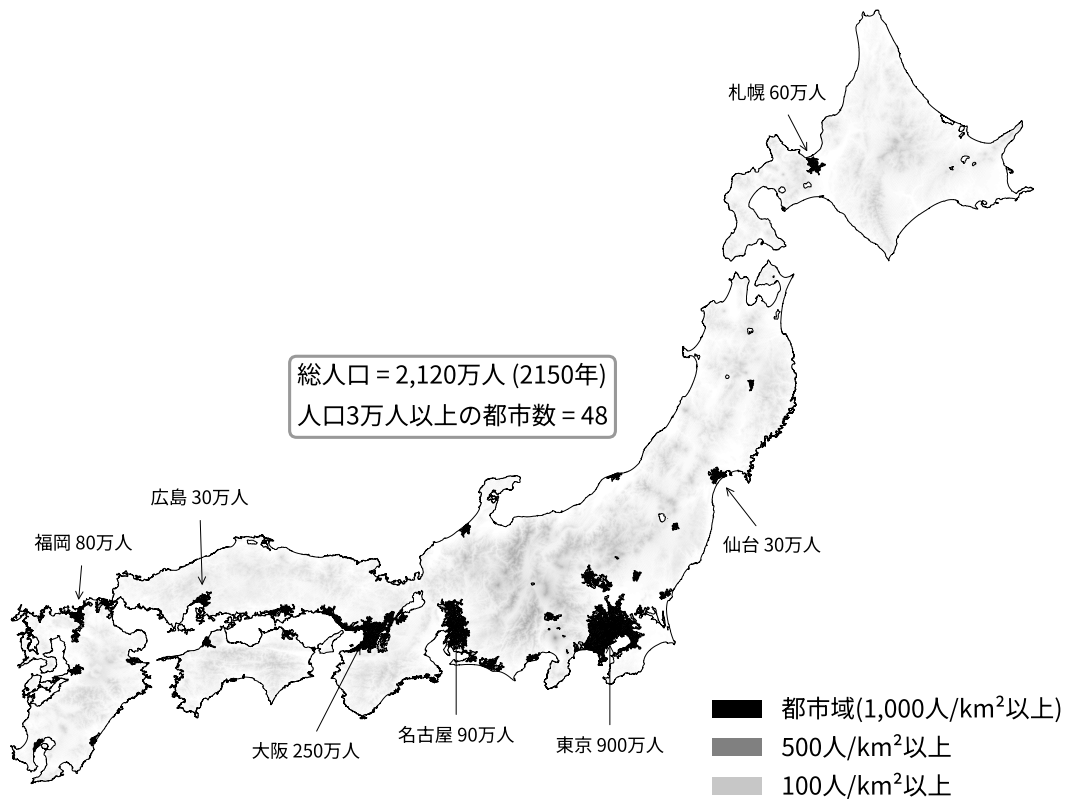 札幌 60万人
総人口 = 2,120万人 (2150年)
人口3万人以上の都市数 = 48
広島 30万人
福岡 80万人
仙台 30万人
名古屋 90万人
東京 900万人
大阪 250万人
都市域(1,000人/km²以上)
500人/km²以上
100人/km²以上